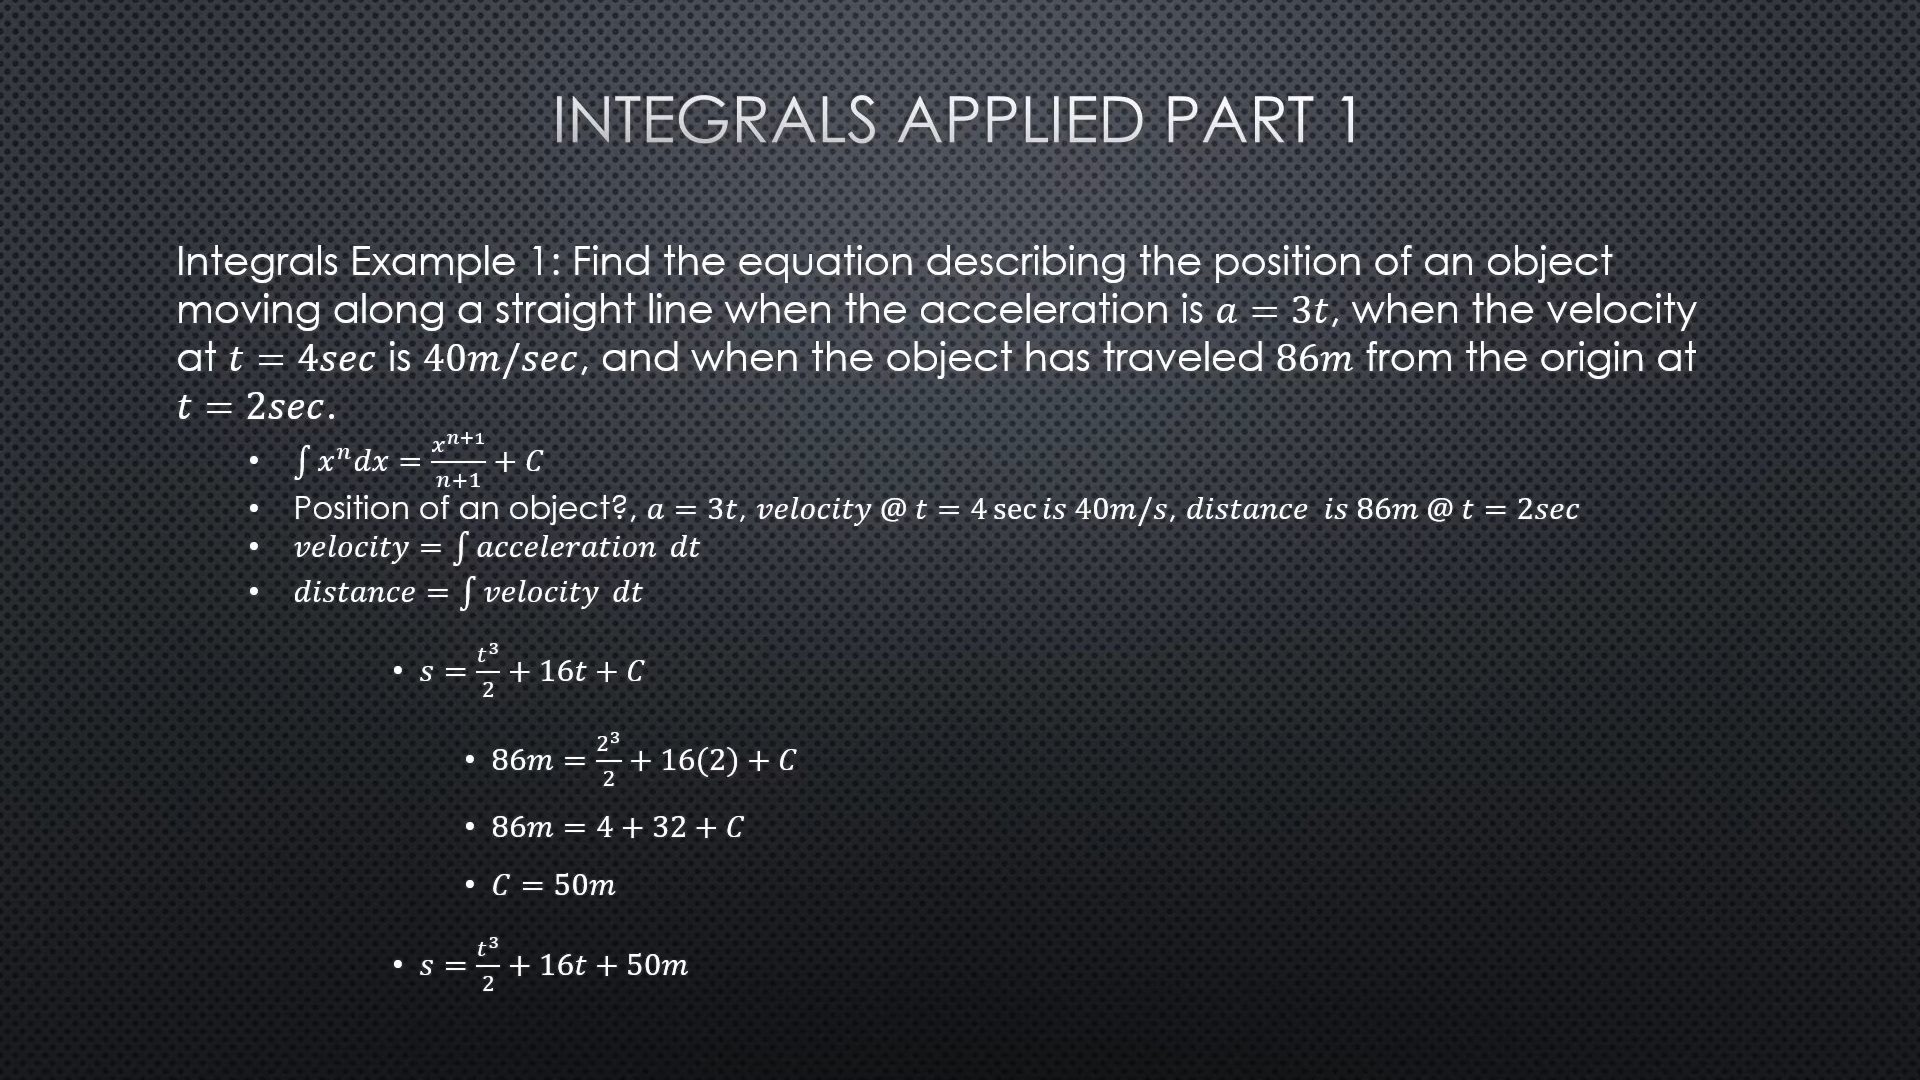 INTEGRALS APPLIED PART 1
Integrals Example 1: Find the equation describing the position of an object
moving along a straight line when the acceleration is a = 3t, when the velocity
at t = 4sec is 40m/sec, and when the object has traveled 86m from the origin at
t = 2sec.
• ∫ xⁿdx = xⁿ⁺¹/n+1 + C
• Position of an object?, a = 3t, velocity @ t = 4 sec is 40m/s, distance is 86m @ t = 2sec
• velocity = ∫ acceleration dt
• distance = ∫ velocity dt
• s = t³/2 + 16t + C
• 86m = 2³/2 + 16(2) + C
• 86m = 4 + 32 + C
• C = 50m
• s = t³/2 + 16t + 50m